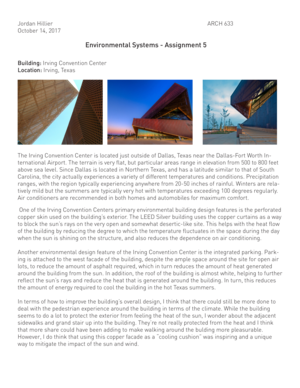 Jordan Hillier ARCH 633
October 14, 2017
Environmental Systems - Assignment 5
Building: Irving Convention Center
Location: Irving, Texas
The Irving Convention Center is located just outside of Dallas, Texas near the Dallas-Fort Worth In-
ternational Airport. The terrain is very flat, but particular areas range in elevation from 500 to 800 feet
above sea level. Since Dallas is located in Northern Texas, and has a latitude similar to that of South
Carolina, the city actually experiences a variety of different temperatures and conditions. Precipitation
ranges, with the region typically experiencing anywhere from 20-50 inches of rainfall. Winters are rela-
tively mild but the summers are typically very hot with temperatures exceeding 100 degrees regularly.
Air conditioners are recommended in both homes and automobiles for maximum comfort.
One of the Irving Convention Centers primary environmental building design features is the perforated
copper skin used on the building's exterior. The LEED Silver building uses the copper curtains as a way
to block the sun's rays on the very open and somewhat desertic-like site. This helps with the heat flow
of the building by reducing the degree to which the temperature fluctuates in the space during the day
when the sun is shining on the structure, and also reduces the dependence on air conditioning.
Another environmental design feature of the Irving Convention Center is the integrated parking. Park-
ing is attached to the west facade of the building, despite the ample space around the site for open air
lots, to reduce the amount of asphalt required, which in turn reduces the amount of heat generated
around the building from the sun. In addition, the roof of the building is almost white, helping to further
reflect the sun's rays and reduce the heat that is generated around the building. In turn, this reduces
the amount of energy required to cool the building in the hot Texas summers.
In terms of how to improve the building's overall design, I think that there could still be more done to
deal with the pedestrian experience around the building in terms of the climate. While the building
seems to do a lot to protect the exterior from feeling the heat of the sun, I wonder about the adjacent
sidewalks and grand stair up into the building. They're not really protected from the heat and I think
that more share could have been adding to make walking around the building more pleasurable.
However, I do think that using this copper facade as a "cooling cushion" was inspiring and a unique
way to mitigate the impact of the sun and wind.